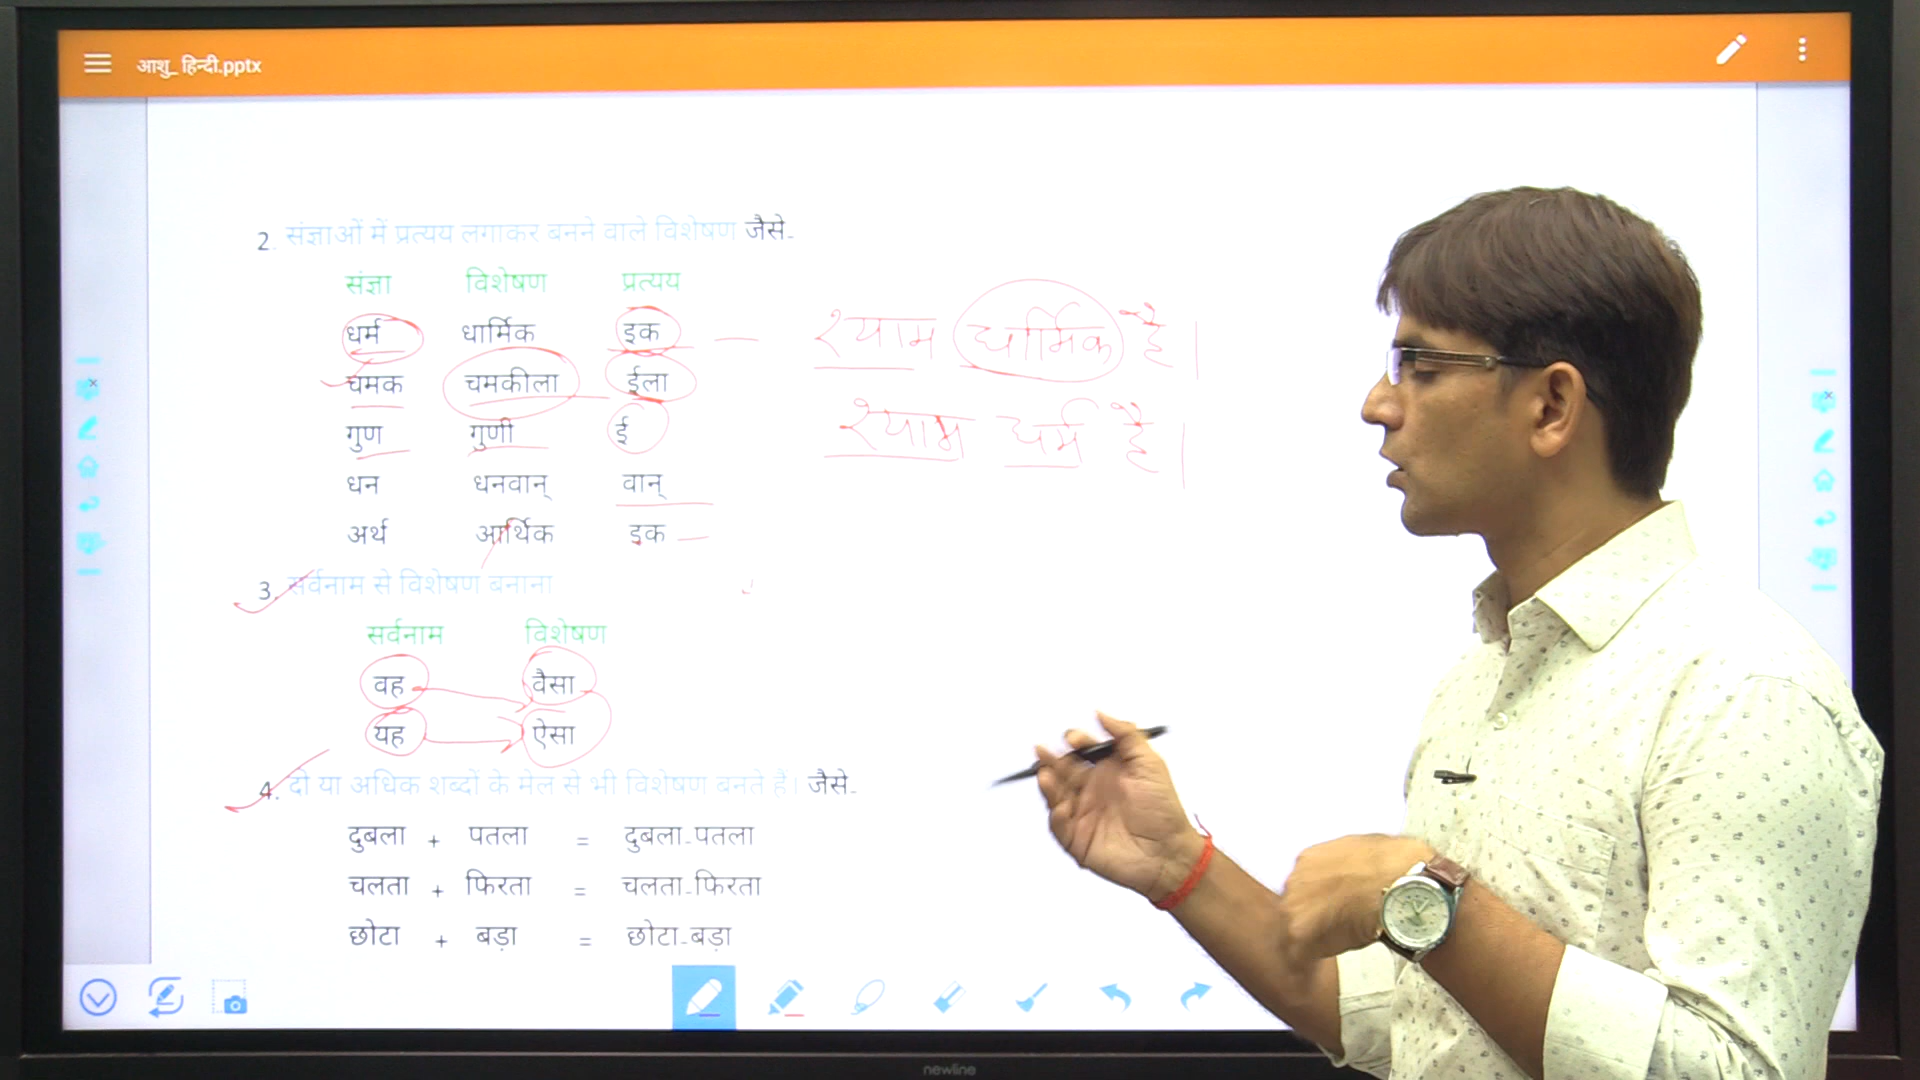 आशु_हिन्दी.pptx
2. संज्ञाओं में प्रत्यय लगाकर बनने वाले विशेषण जैसे-
संज्ञा विशेषण प्रत्यय
धर्म धार्मिक इक
चमक चमकीला ईला
गुण गुणी ई
धन धनवान् वान्
अर्थ आर्थिक इक
श्याम धार्मिक है।
श्याम धर्म है।
3. सर्वनाम से विशेषण बनाना
सर्वनाम विशेषण
वह वैसा
यह ऐसा
4. दो या अधिक शब्दों के मेल से भी विशेषण बनते हैं। जैसे-
दुबला + पतला = दुबला-पतला
चलता + फिरता = चलता-फिरता
छोटा + बड़ा = छोटा-बड़ा
newline